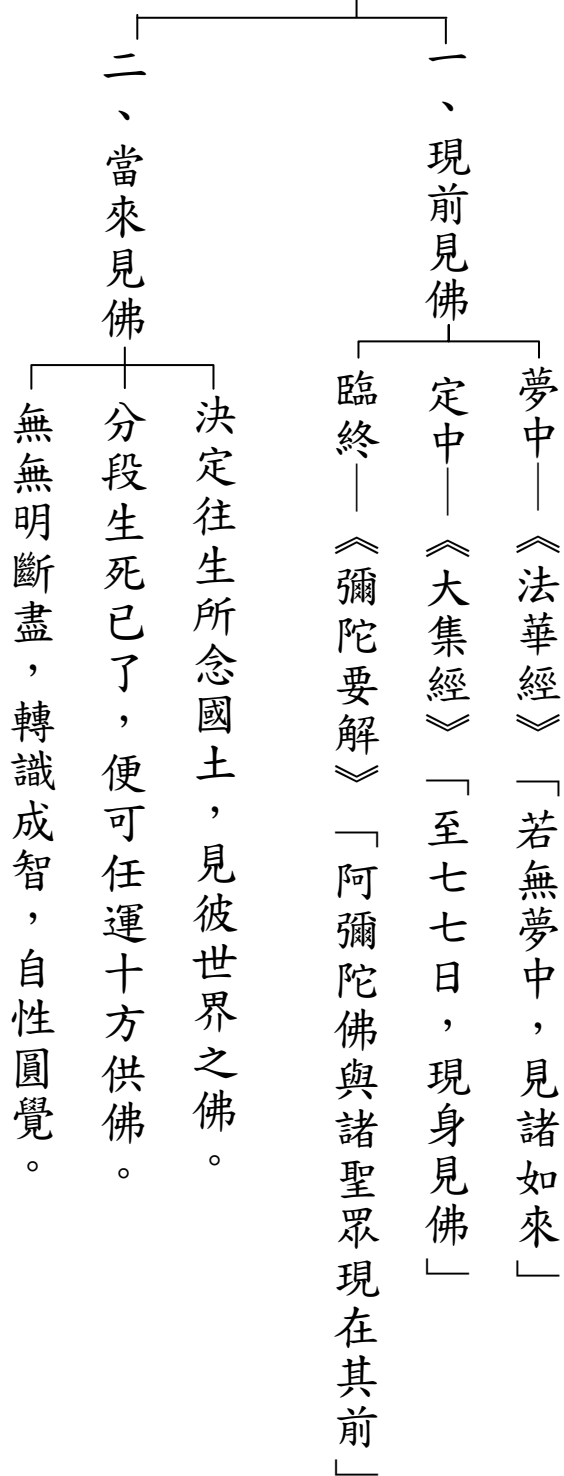 一、現前見佛
夢中——《法華經》「若無夢中，見諸如來」
定中——《大集經》「至七七日，現身見佛」
臨終——《彌陀要解》「阿彌陀佛與諸聖眾現在其前」
二、當來見佛
決定往生所念國土，見彼世界之佛。
分段生死已了，便可任運十方供佛。
無無明斷盡，轉識成智，自性圓覺。